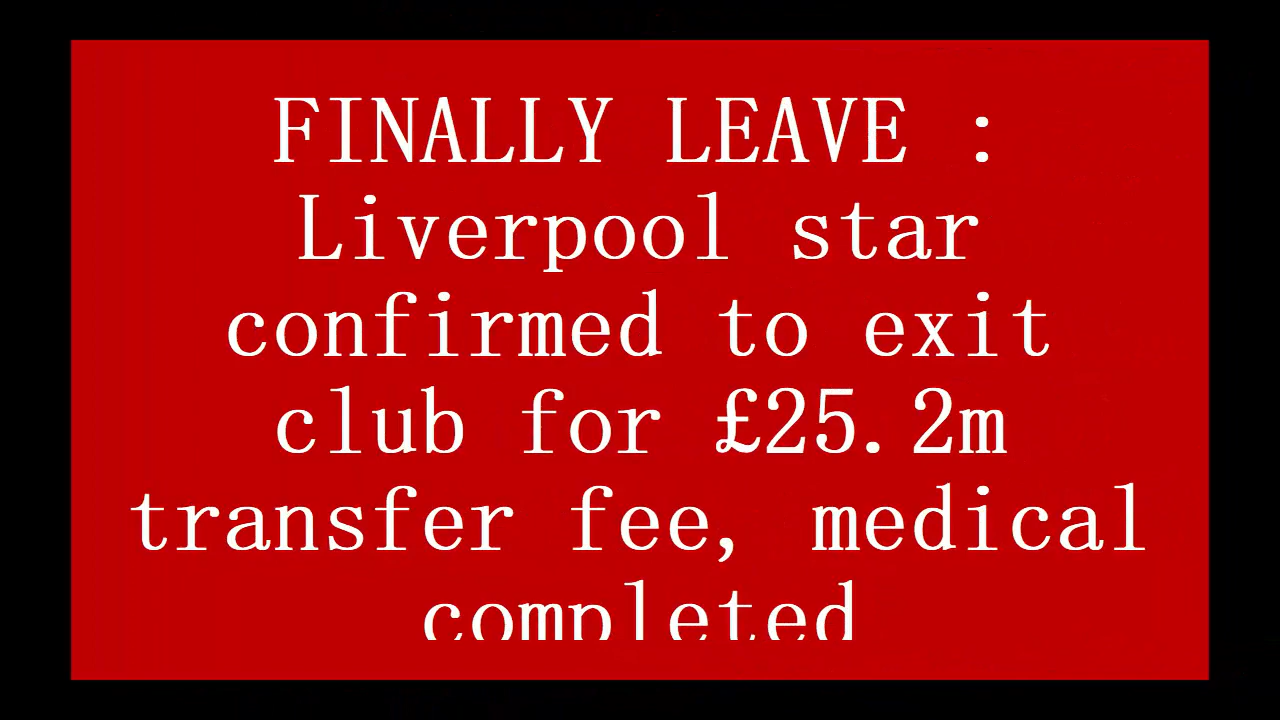 FINALLY LEAVE :
Liverpool star
confirmed to exit
club for £25.2m
transfer fee, medical
completed